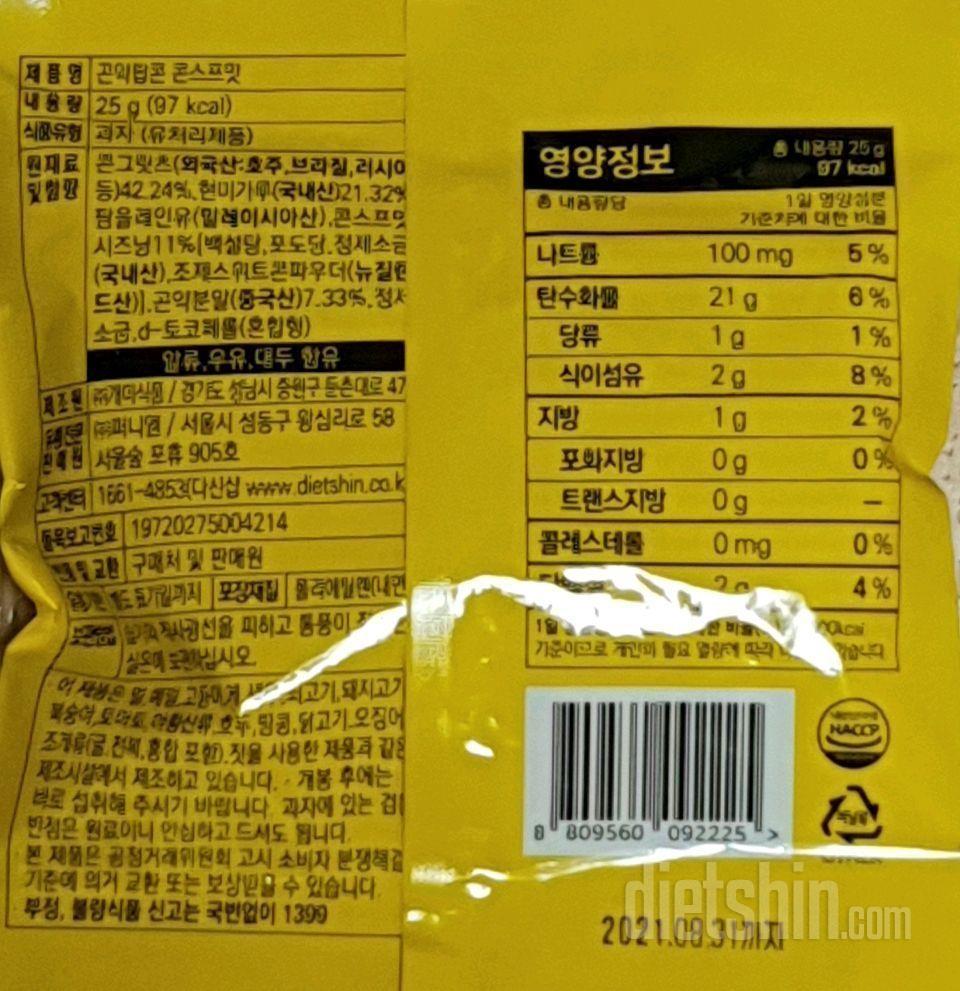 제품명 곤약팝콘 콘스프맛
내용량 25 g (97 kcal)
식품유형 과자 (유처리제품)
원재료 콘그릿츠(외국산:호주,브라질,러시아
및함량 등)42.24%,현미가루(국내산)21.32%
팜올레인유(말레이시아산),콘스프맛
시즈닝11%[백설탕,포도당,정제소금
(국내산),조제스위트콘파우더(뉴질랜
드산)],곤약분말(중국산)7.33%,정제
소금,d-토코페롤(혼합형)
알류,우유,대두 함유
제조원 / 경기도 성남시 중원구 둔촌대로 47
판매원 ㈜퍼니엠 / 서울시 성동구 왕십리로 58
서울숲 포휴 905호
고객센터 1661-4853(다신샵 www.dietshin.co.k
품목보고번호 19720275004214
구매처 및 판매원
포장재질
직사광선을 피하고 통풍이
실온에 보관하십시오.
이 제품은 밀,메밀,고등어,게,새우,쇠고기,돼지고기
복숭아,토마토,아황산류,호두,땅콩,닭고기,오징어
조개류(굴,전복,홍합 포함),잣을 사용한 제품과 같은
제조시설에서 제조하고 있습니다. · 개봉 후에는
바로 섭취해 주시기 바랍니다. 과자에 있는 검은
반점은 원료이니 안심하고 드셔도 됩니다.
본 제품은 공정거래위원회 고시 소비자 분쟁해결
기준에 의거 교환 또는 보상받을 수 있습니다.
부정, 불량식품 신고는 국번없이 1399
영양정보 총 내용량 25 g
97 kcal
총 내용량당 1일 영양성분
기준치에 대한 비율
나트륨 100 mg 5 %
탄수화물 21 g 6 %
당류 1 g 1 %
식이섬유 2 g 8 %
지방 1 g 2 %
포화지방 0 g 0 %
트랜스지방 0 g –
콜레스테롤 0 mg 0 %
단백질 2 g 4 %
1일 비율
기준이므로 개인의 필요 열량에 따라
HACCP
8 809560 092225 >
OTHER
dietshin.com
2021.08.31까지